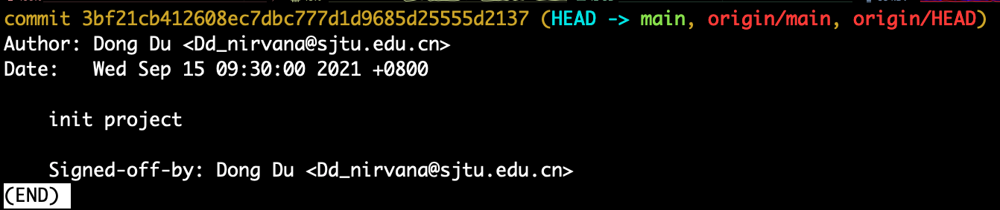 commit 3bf21cb412608ec7dbc777d1d9685d25555d2137 (HEAD -> main, origin/main, origin/HEAD)
Author: Dong Du <Dd_nirvana@sjtu.edu.cn>
Date:   Wed Sep 15 09:30:00 2021 +0800
init project
Signed-off-by: Dong Du <Dd_nirvana@sjtu.edu.cn>
(END)